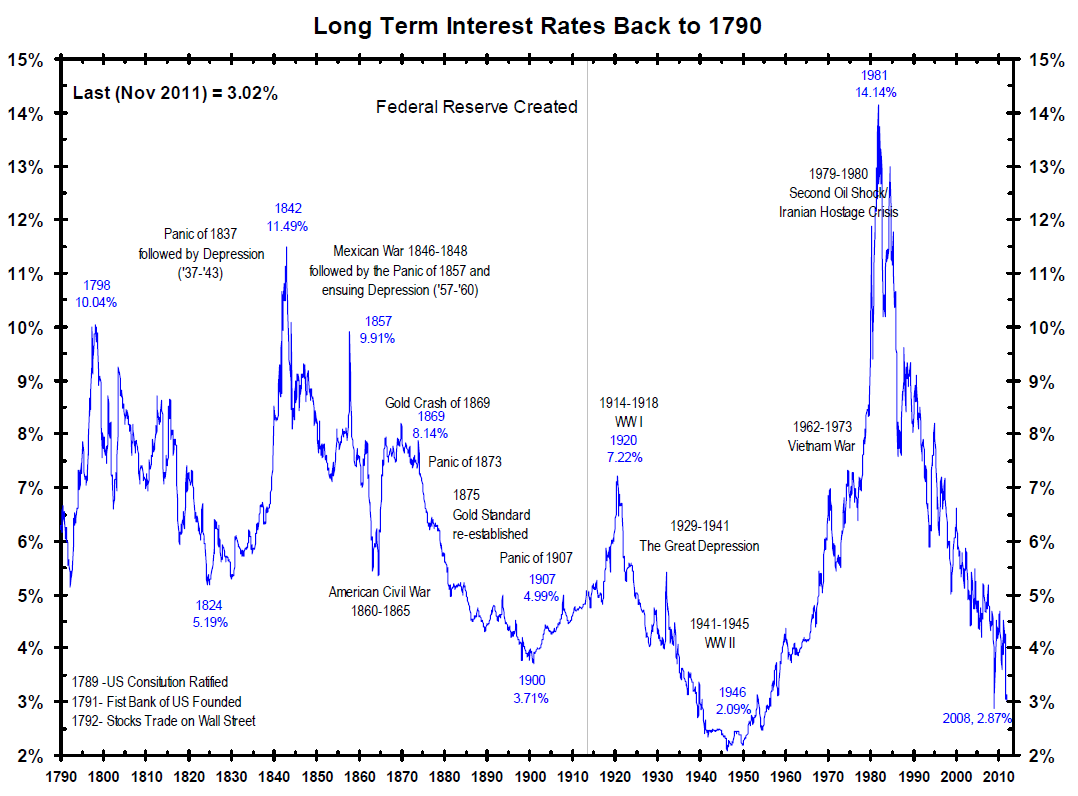 Long Term Interest Rates Back to 1790
15%
14%
13%
12%
11%
10%
9%
8%
7%
6%
5%
4%
3%
2%
15%
14%
13%
12%
11%
10%
9%
8%
7%
6%
5%
4%
3%
2%
Last (Nov 2011) = 3.02%
Federal Reserve Created
1981
14.14%
1979-1980
Second Oil Shock/
Iranian Hostage Crisis
1842
11.49%
Panic of 1837
followed by Depression
('37-'43)
Mexican War 1846-1848
followed by the Panic of 1857 and
ensuing Depression ('57-'60)
1798
10.04%
1857
9.91%
Gold Crash of 1869
1869
8.14%
Panic of 1873
1875
Gold Standard
re-established
1914-1918
WW I
1920
7.22%
1962-1973
Vietnam War
1929-1941
The Great Depression
Panic of 1907
1907
4.99%
American Civil War
1860-1865
1824
5.19%
1941-1945
WW II
1946
2.09%
1900
3.71%
2008, 2.87%
1789 -US Consitution Ratified
1791- Fist Bank of US Founded
1792- Stocks Trade on Wall Street
1790 1800 1810 1820 1830 1840 1850 1860 1870 1880 1890 1900 1910 1920 1930 1940 1950 1960 1970 1980 1990 2000 2010